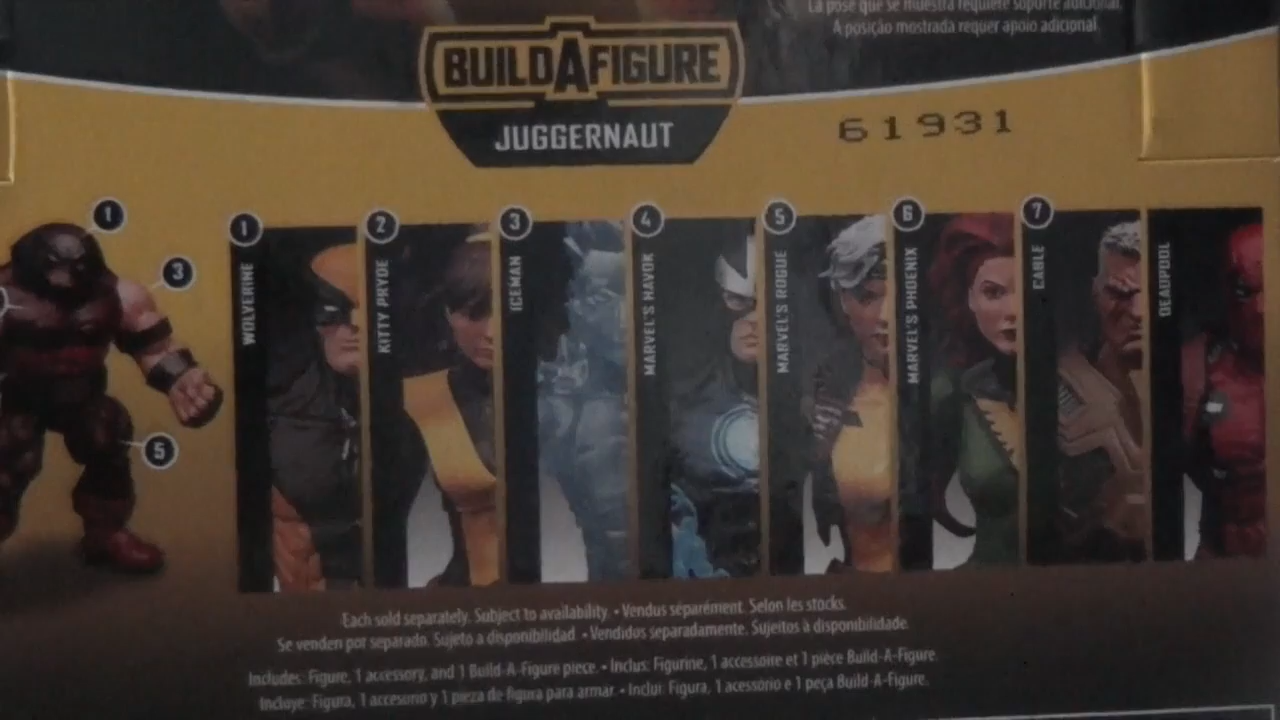 La pose que se muestra requiere soporte adicional.
A posição mostrada requer apoio adicional.
BUILDAFIGURE
JUGGERNAUT
61931
1
3
5
1
WOLVERINE
2
KITTY PRYDE
3
ICEMAN
4
MARVEL'S HAVOK
5
MARVEL'S ROGUE
6
MARVEL'S PHOENIX
7
CABLE
DEADPOOL
Each sold separately. Subject to availability. • Vendus séparément. Selon les stocks.
Se venden por separado. Sujeto a disponibilidad. • Vendidos separadamente. Sujeitos à disponibilidade.
Includes: Figure, 1 accessory, and 1 Build-A-Figure piece. • Inclus: Figurine, 1 accessoire et 1 pièce Build-A-Figure.
Incluye: Figura, 1 accesorio y 1 pieza de figura para armar. • Inclui: Figura, 1 acessório e 1 peça Build-A-Figure.